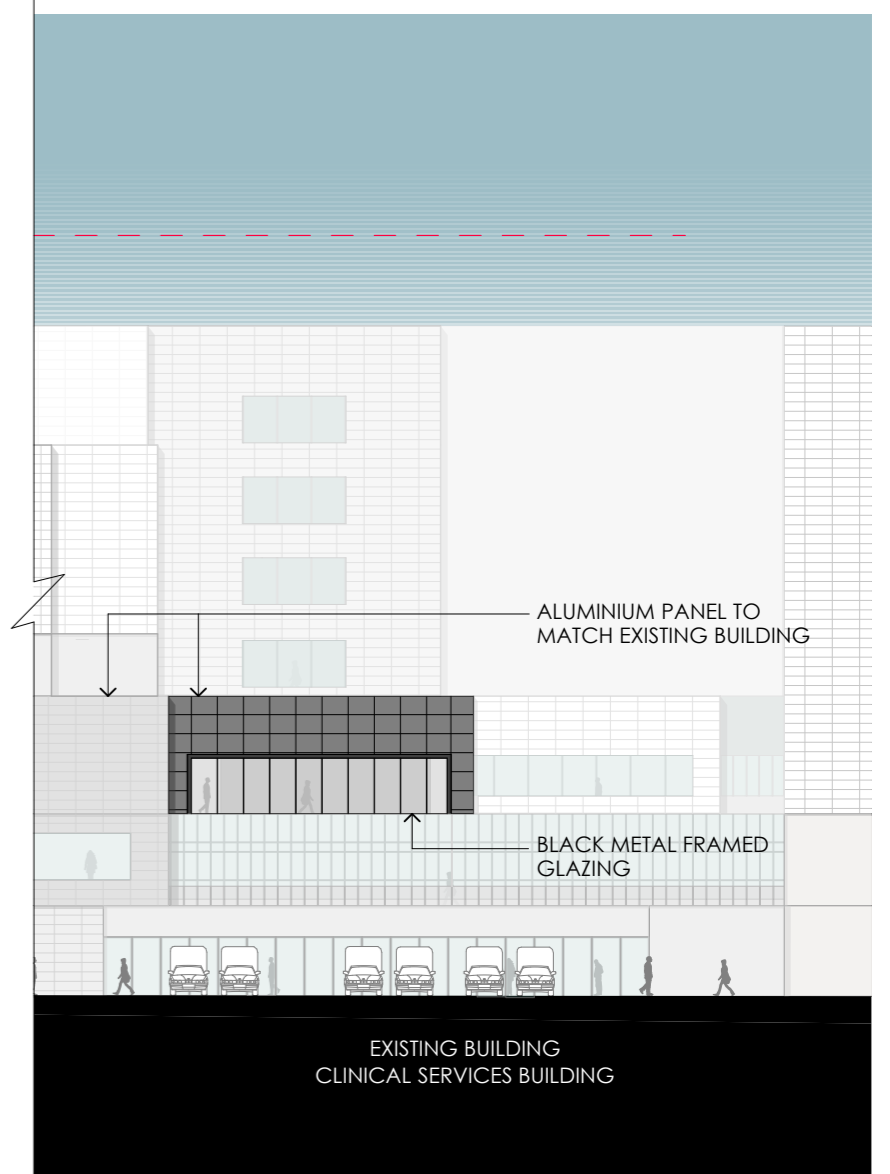 ALUMINIUM PANEL TO
MATCH EXISTING BUILDING
BLACK METAL FRAMED
GLAZING
EXISTING BUILDING
CLINICAL SERVICES BUILDING